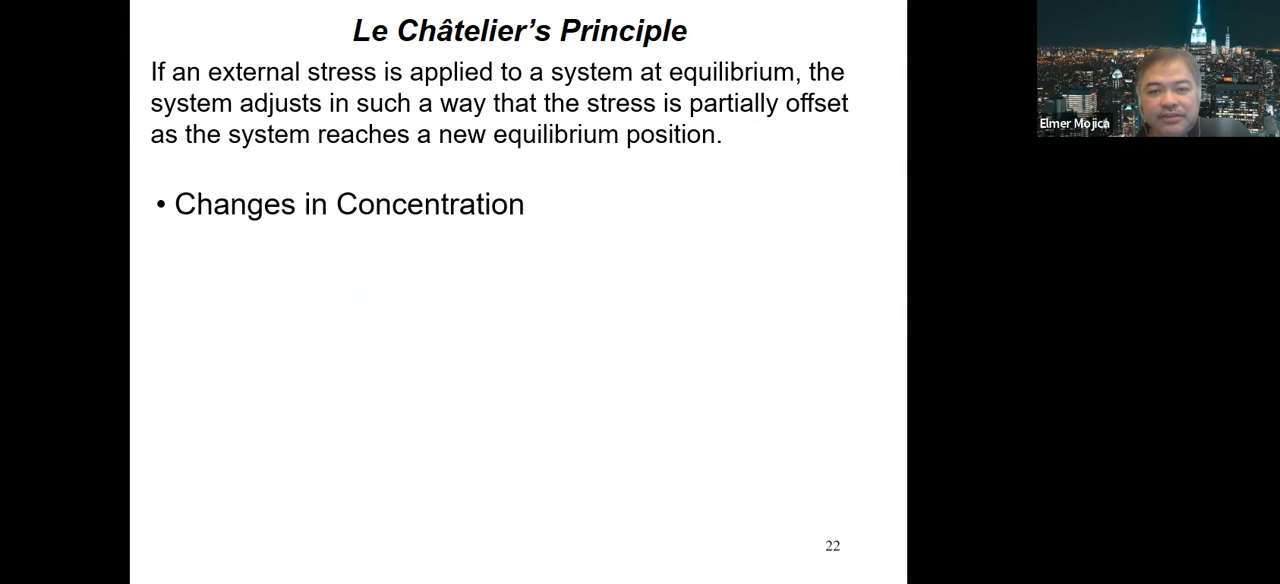 Le Châtelier’s Principle
If an external stress is applied to a system at equilibrium, the
system adjusts in such a way that the stress is partially offset
as the system reaches a new equilibrium position.
• Changes in Concentration
22
Elmer Mojica